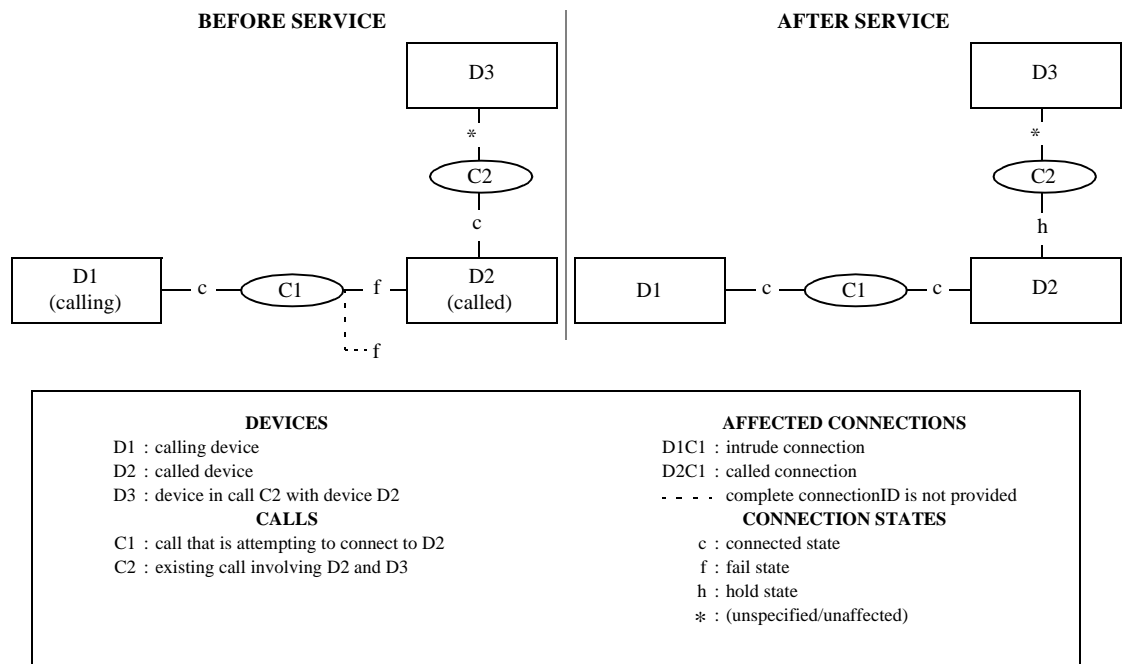 BEFORE SERVICE
AFTER SERVICE
D3
*
C2
c
D1
(calling)
c
C1
f
D2
(called)
f
D3
*
C2
h
D1
c
C1
c
D2
DEVICES
D1 : calling device
D2 : called device
D3 : device in call C2 with device D2
CALLS
C1 : call that is attempting to connect to D2
C2 : existing call involving D2 and D3
AFFECTED CONNECTIONS
D1C1 : intrude connection
D2C1 : called connection
- - - - complete connectionID is not provided
CONNECTION STATES
c : connected state
f : fail state
h : hold state
* : (unspecified/unaffected)